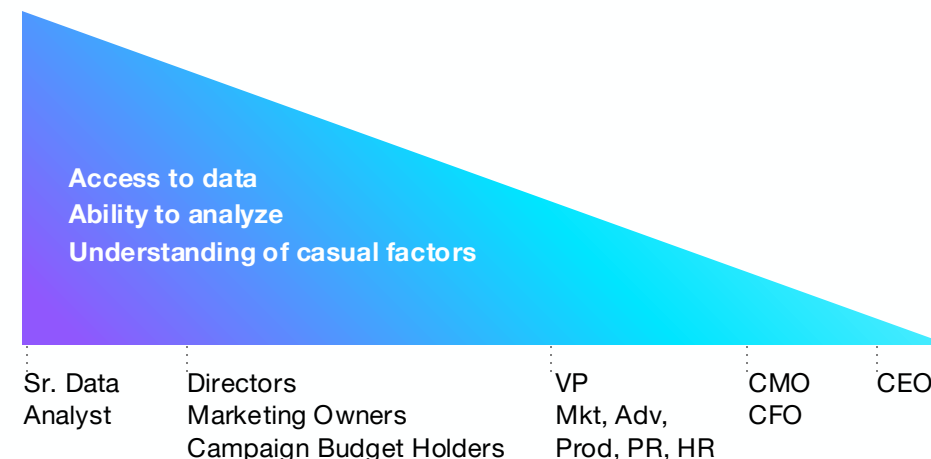 Access to data
Ability to analyze
Understanding of casual factors
Sr. Data
Analyst
Directors
Marketing Owners
Campaign Budget Holders
VP
Mkt, Adv,
Prod, PR, HR
CMO
CFO
CEO